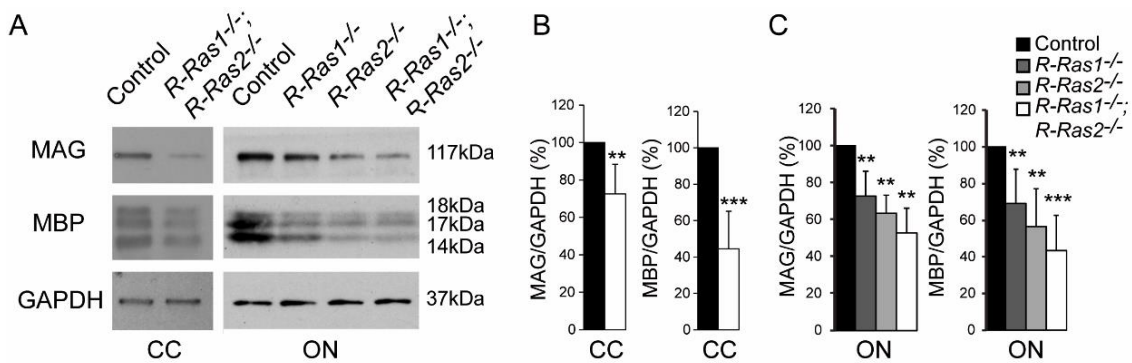 A
Control
R-Ras1-/-;
R-Ras2-/-
Control
R-Ras1-/-
R-Ras2-/-
R-Ras1-/-;
R-Ras2-/-
MAG
117kDa
MBP
18kDa
17kDa
14kDa
GAPDH
37kDa
CC
ON
B
MAG/GAPDH (%)
120
100
80
60
40
20
0
**
CC
MBP/GAPDH (%)
120
100
80
60
40
20
0
***
CC
C
Control
R-Ras1-/-
R-Ras2-/-
R-Ras1-/-;
R-Ras2-/-
MAG/GAPDH (%)
120
100
80
60
40
20
0
**
**
**
ON
MBP/GAPDH (%)
120
100
80
60
40
20
0
**
**
***
ON